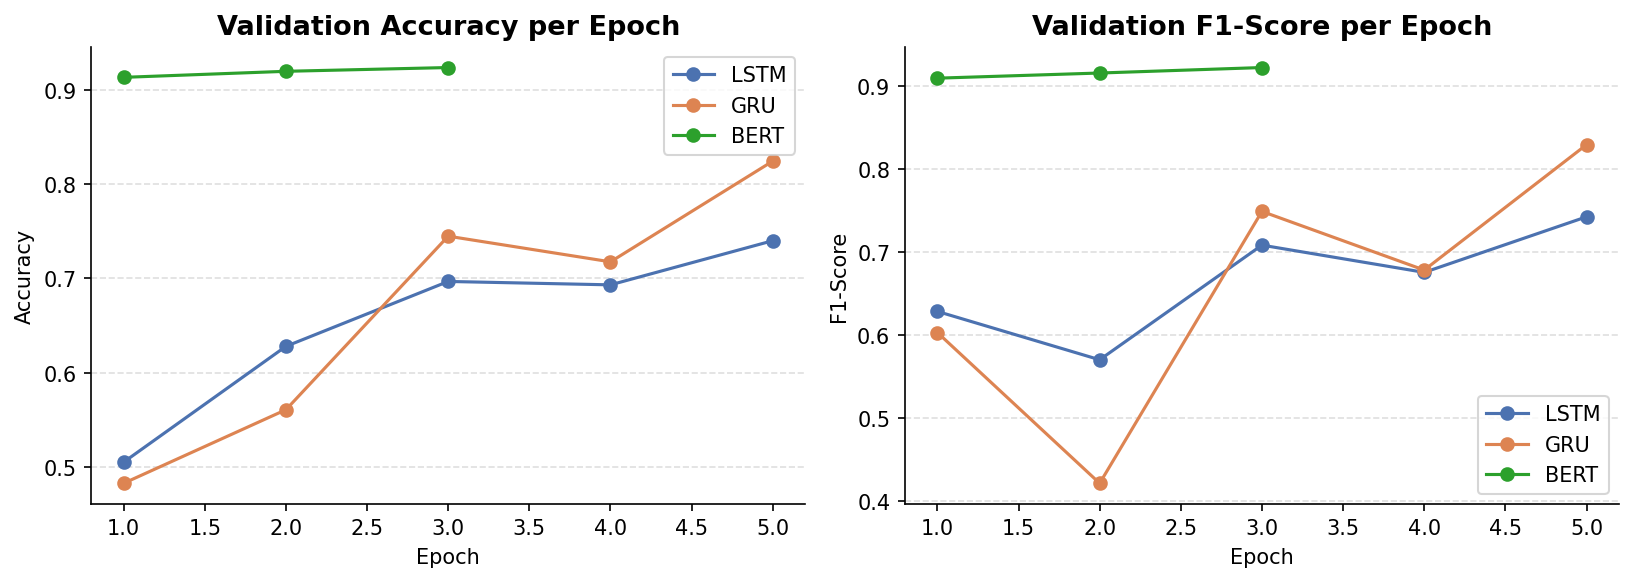 Validation Accuracy per Epoch
Accuracy
0.9
0.8
0.7
0.6
0.5
1.0 1.5 2.0 2.5 3.0 3.5 4.0 4.5 5.0
Epoch
LSTM
GRU
BERT
Validation F1-Score per Epoch
F1-Score
0.9
0.8
0.7
0.6
0.5
0.4
1.0 1.5 2.0 2.5 3.0 3.5 4.0 4.5 5.0
Epoch
LSTM
GRU
BERT